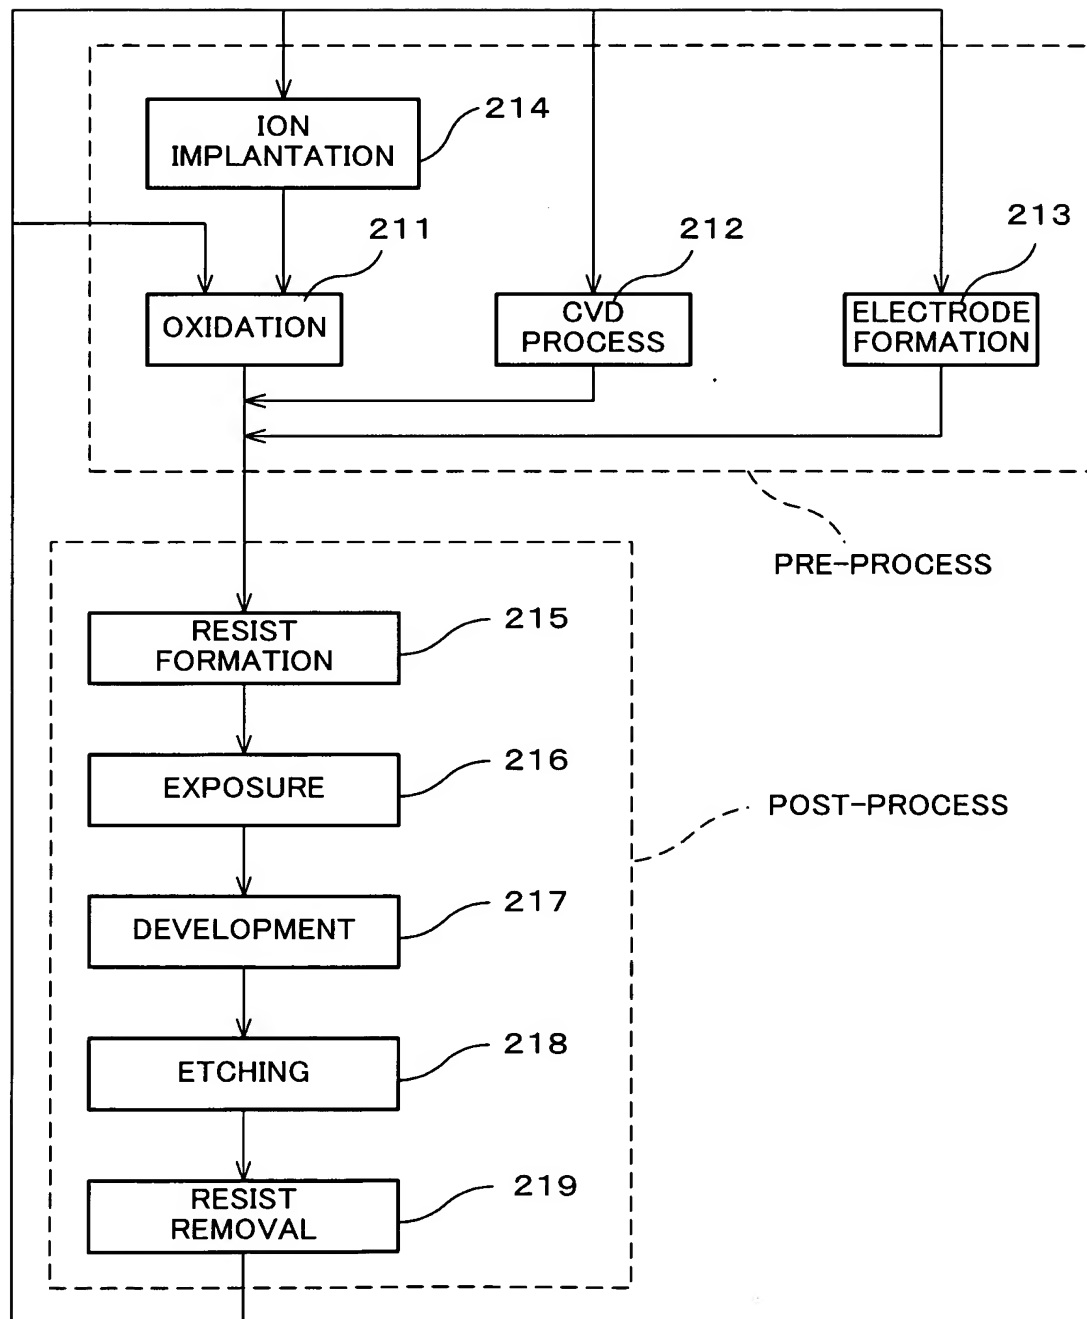 214
ION
IMPLANTATION
211
212
213
OXIDATION
CVD
PROCESS
ELECTRODE
FORMATION
PRE-PROCESS
215
RESIST
FORMATION
216
EXPOSURE
POST-PROCESS
217
DEVELOPMENT
218
ETCHING
219
RESIST
REMOVAL